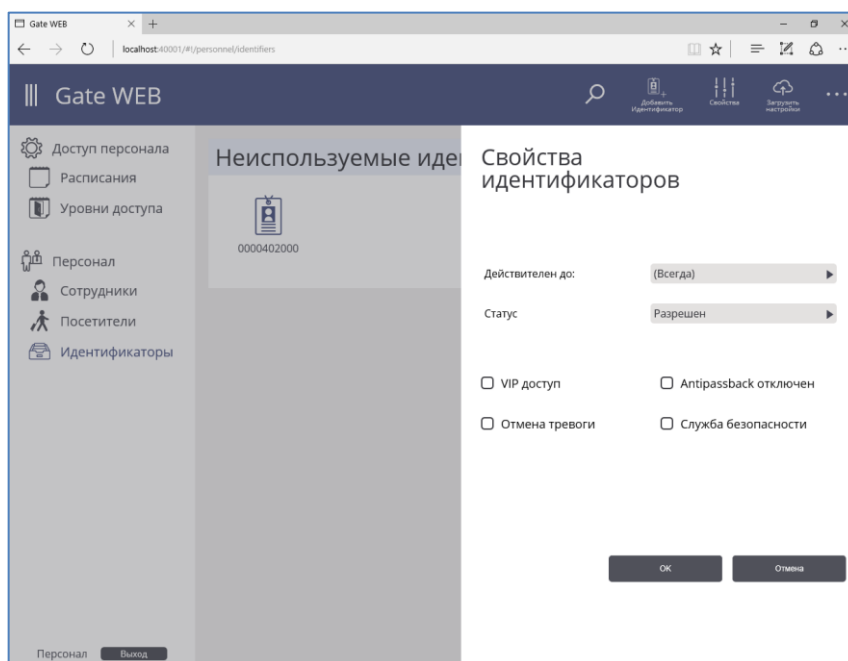 Gate WEB
localhost:40001/#!/personnel/identifiers
Gate WEB
Добавить
Идентификатор
Свойства
Загрузить
настройки
Доступ персонала
Расписания
Уровни доступа
Персонал
Сотрудники
Посетители
Идентификаторы
Персонал
Выход
Неиспользуемые иде
0000402000
Свойства
идентификаторов
Действителен до:
(Всегда)
Статус
Разрешен
VIP доступ
Antipassback отключен
Отмена тревоги
Служба безопасности
OK
Отмена